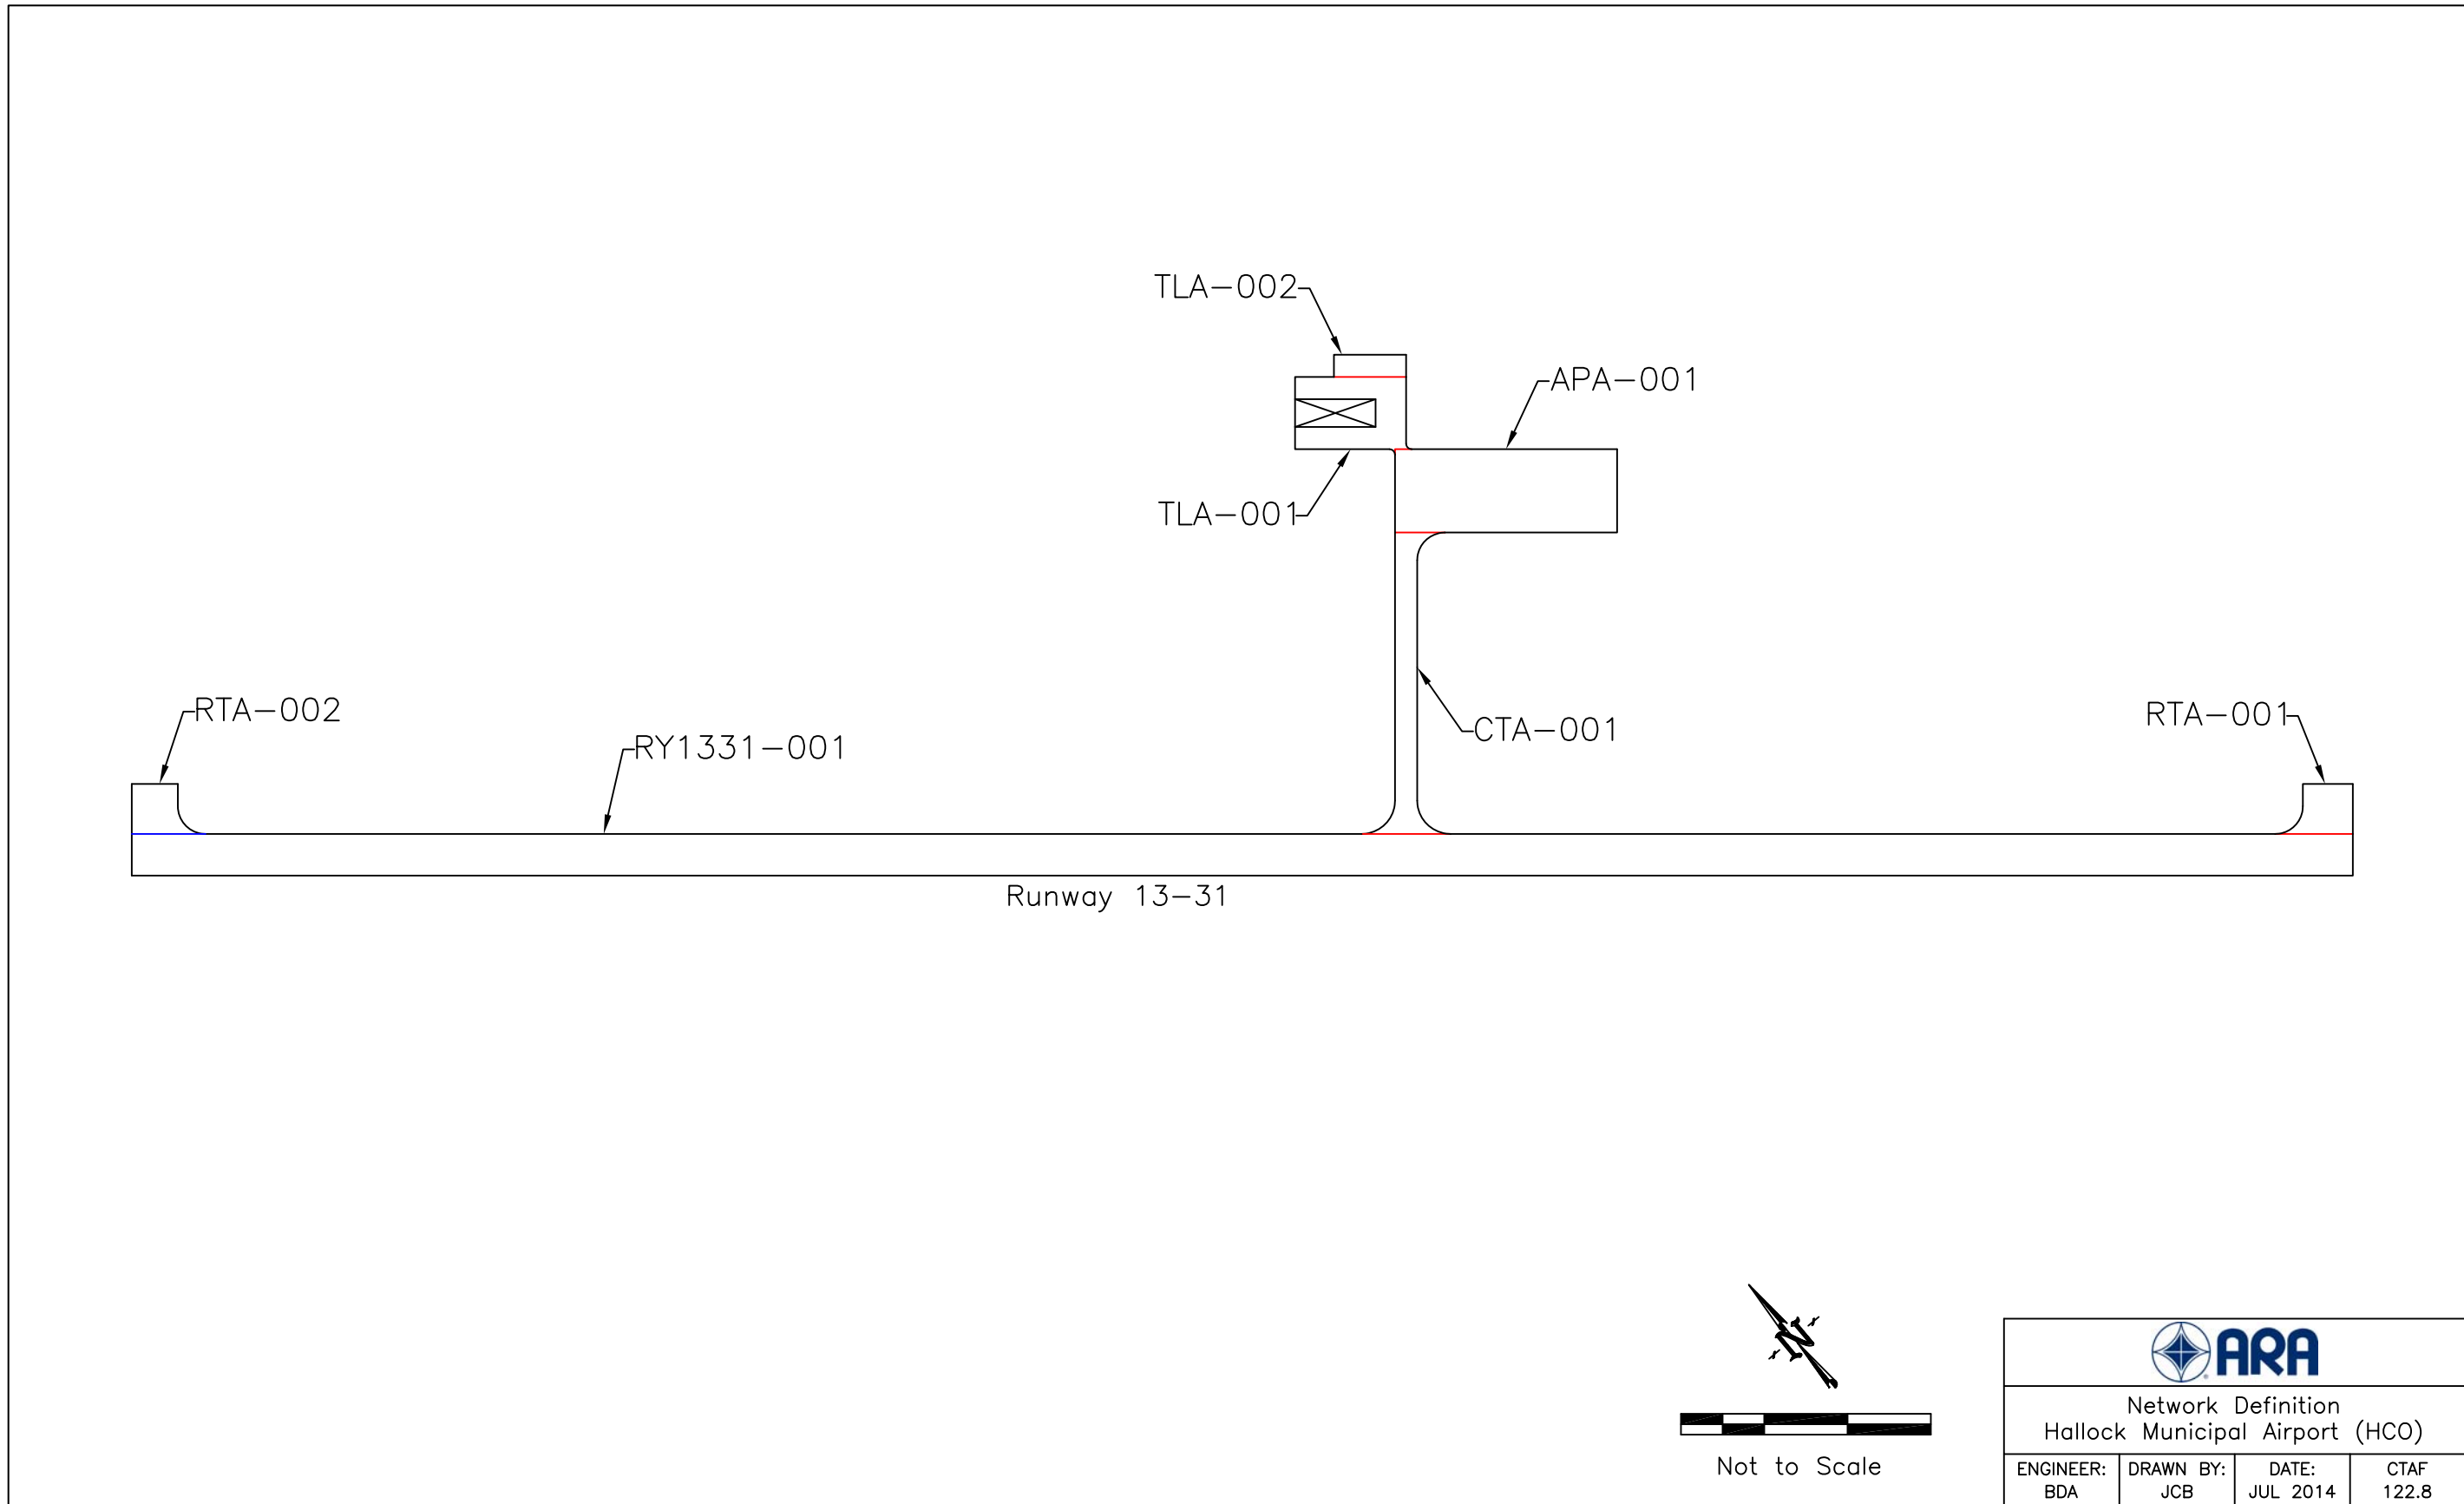 TLA-002
APA-001
TLA-001
RTA-002
RY1331-001
CTA-001
RTA-001
Runway 13-31
N
Not to Scale
ARA
®
Network Definition
Hallock Municipal Airport (HCO)
ENGINEER:
BDA
DRAWN BY:
JCB
DATE:
JUL 2014
CTAF
122.8